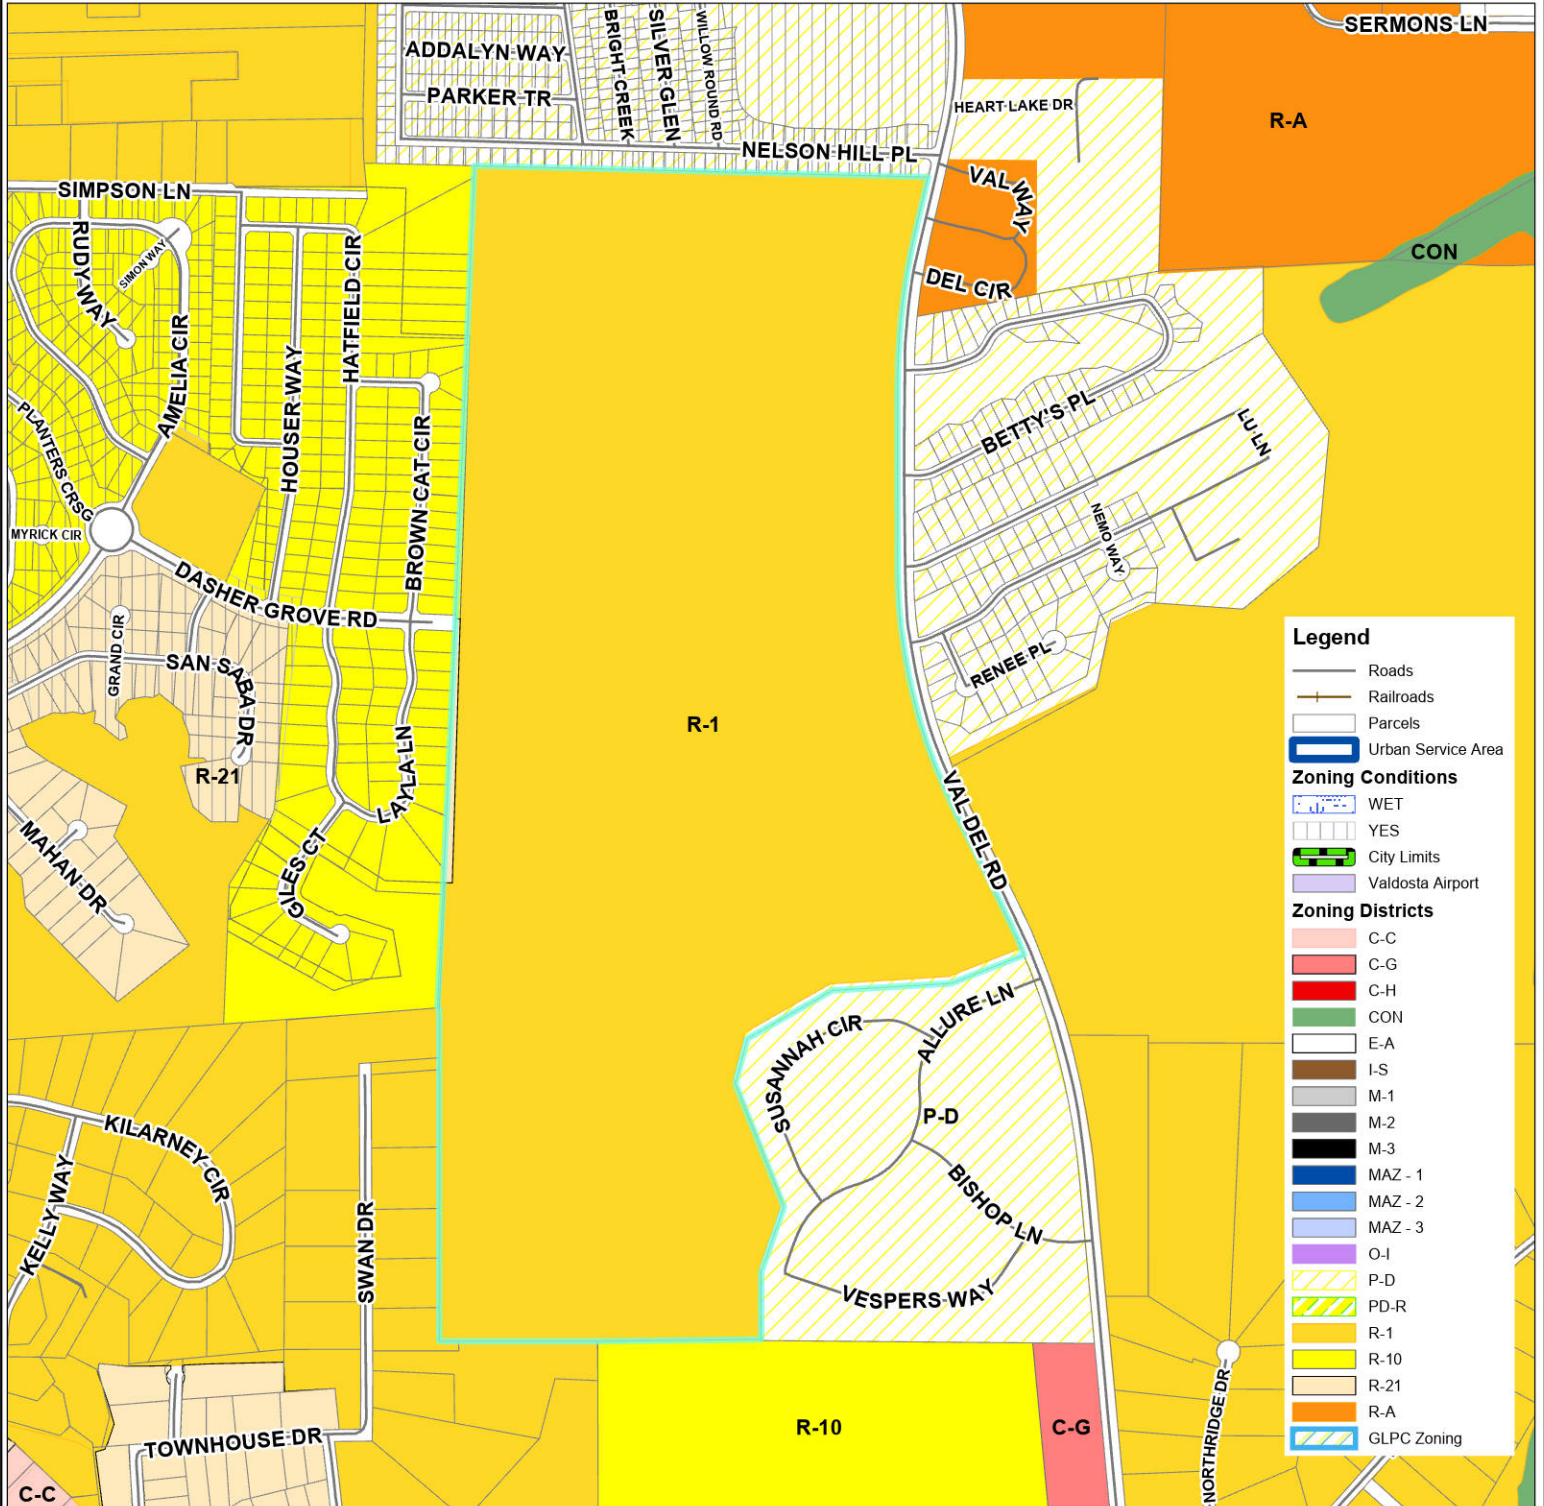 SERMONS LN
ADDALYN WAY
BRIGHT CREEK
SILVER GLEN
WILLOW ROUND RD
PARKER TR
HEART LAKE DR
R-A
NELSON HILL PL
VAL WAY
SIMPSON LN
RUDY WAY
SIMON WAY
HATFIELD CIR
CON
DEL CIR
AMELIA CIR
HOUSER WAY
PLANTERS CRSG
BROWN CAT CIR
BETTY'S PL
LU LN
MYRICK CIR
NEMO WAY
DASHER GROVE RD
GRAND CIR
SAN SABA DR
RENEE PL
R-1
R-21
LAYLA LN
VAL DEL RD
MAHAN DR
GILES CT
ALLURE LN
SUSANNAH CIR
P-D
KILARNEY CIR
KELLY WAY
BISHOP LN
SWAN DR
VESPERS WAY
NORTHRIDGE DR
R-10
C-G
TOWNHOUSE DR
C-C
Legend
Roads
Railroads
Parcels
Urban Service Area
Zoning Conditions
WET
YES
City Limits
Valdosta Airport
Zoning Districts
C-C
C-G
C-H
CON
E-A
I-S
M-1
M-2
M-3
MAZ - 1
MAZ - 2
MAZ - 3
O-I
P-D
PD-R
R-1
R-10
R-21
R-A
GLPC Zoning